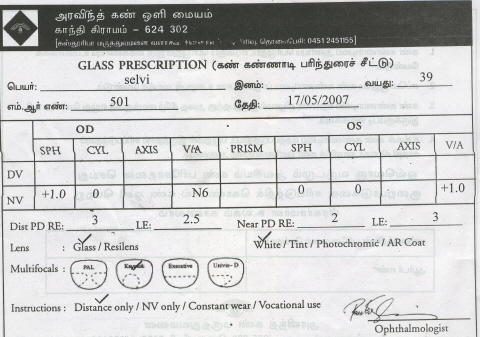 அரவிந்த் கண் ஒளி மையம்
காந்தி கிராமம் – 624 302
தொலைபேசி: 0451 2451155]
GLASS PRESCRIPTION (கண் கண்ணாடி பரிந்துரைச் சீட்டு)
பெயர்: selvi இனம்: வயது: 39
எம்.ஆர் எண்: 501 தேதி: 17/05/2007
OD OS
SPH CYL AXIS V/A PRISM SPH CYL AXIS V/A
DV
NV +1.0 0 N6 0 0 +1.0
Dist PD RE: 3 LE: 2.5 Near PD RE: 2 LE: 3
Lens : Glass / Resilens White / Tint / Photochromic / AR Coat
Multifocals : PAL Kryptok Executive Univis-D
Instructions : Distance only / NV only / Constant wear / Vocational use
Ophthalmologist